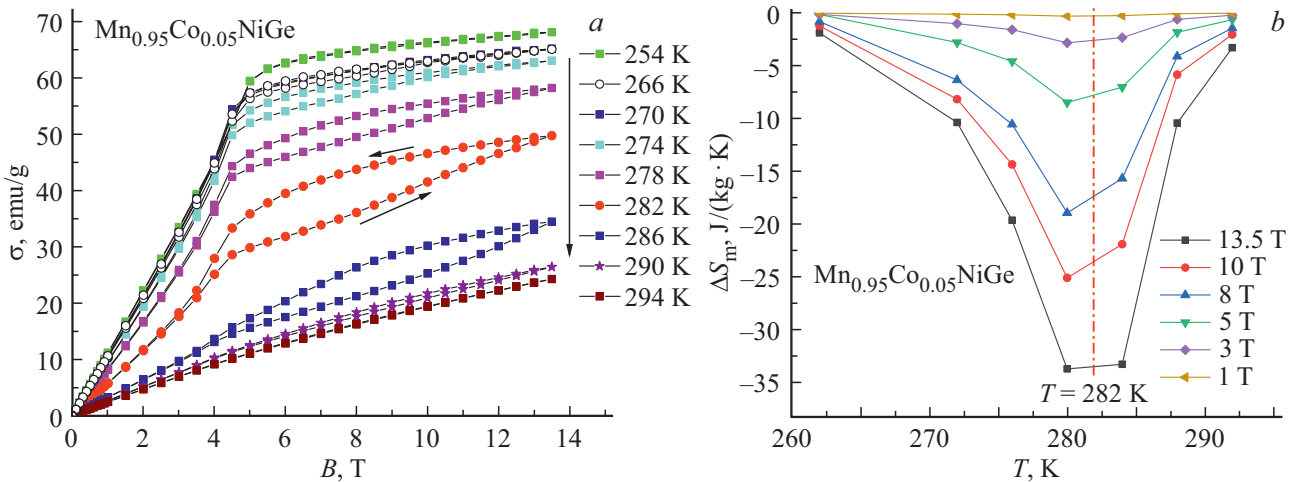 Mn0.95Co0.05NiGe
a
σ, emu/g
70
60
50
40
30
20
10
0
0
2
4
6
8
10
12
14
B, T
254 K
266 K
270 K
274 K
278 K
282 K
286 K
290 K
294 K
b
ΔSm, J/(kg · K)
0
−5
−10
−15
−20
−25
−30
−35
260
270
280
290
T, K
Mn0.95Co0.05NiGe
T = 282 K
13.5 T
10 T
8 T
5 T
3 T
1 T